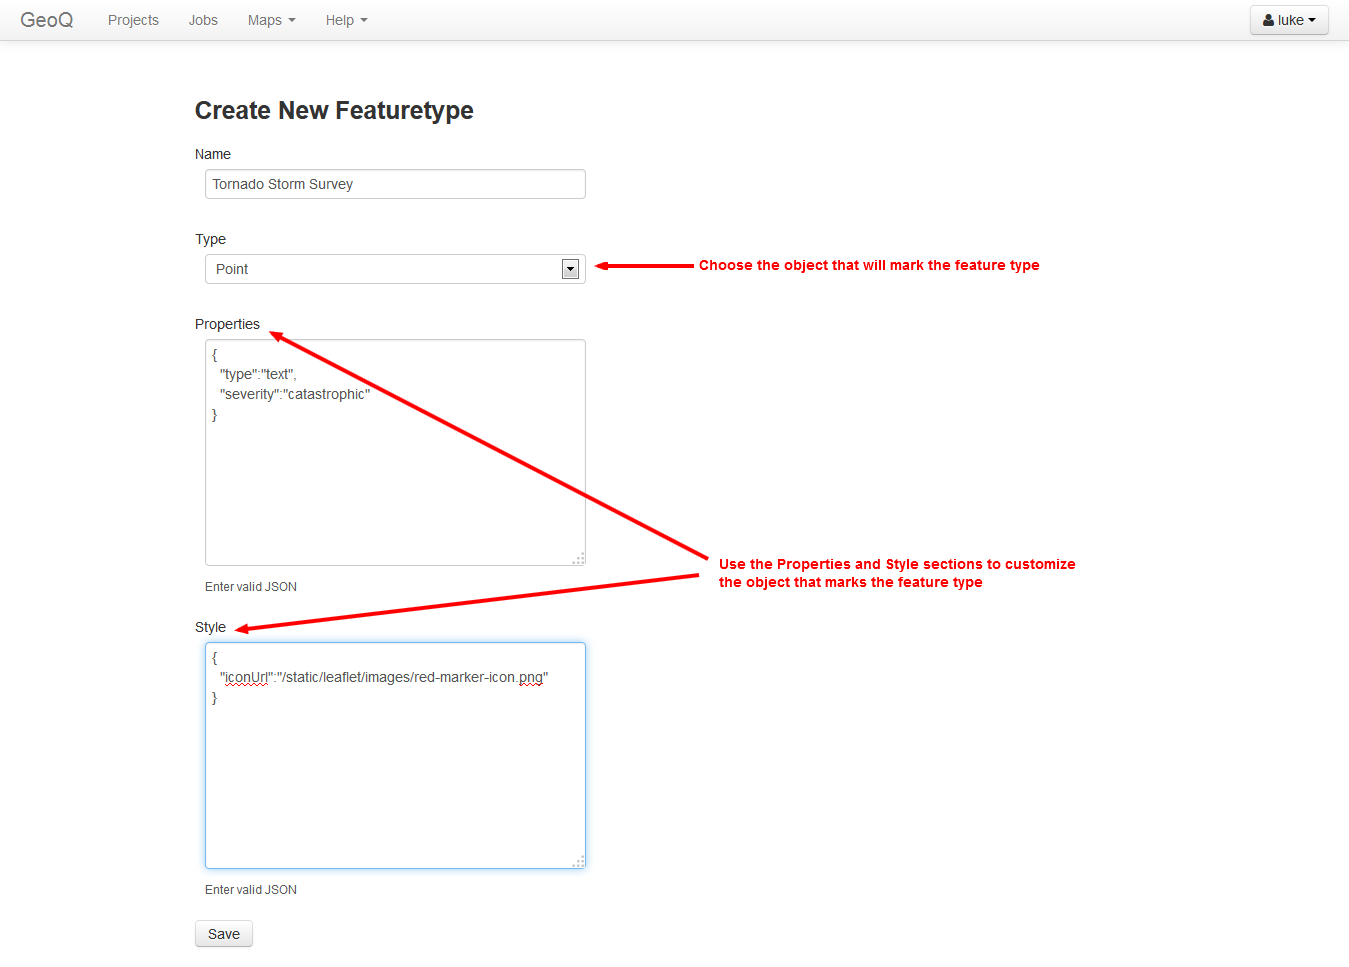 GeoQ Projects Jobs Maps Help luke
Create New Featuretype
Name
Tornado Storm Survey
Type
Point
Choose the object that will mark the feature type
Properties
{
"type":"text",
"severity":"catastrophic"
}
Use the Properties and Style sections to customize
the object that marks the feature type
Enter valid JSON
Style
{
"iconUrl":"/static/leaflet/images/red-marker-icon.png"
}
Enter valid JSON
Save